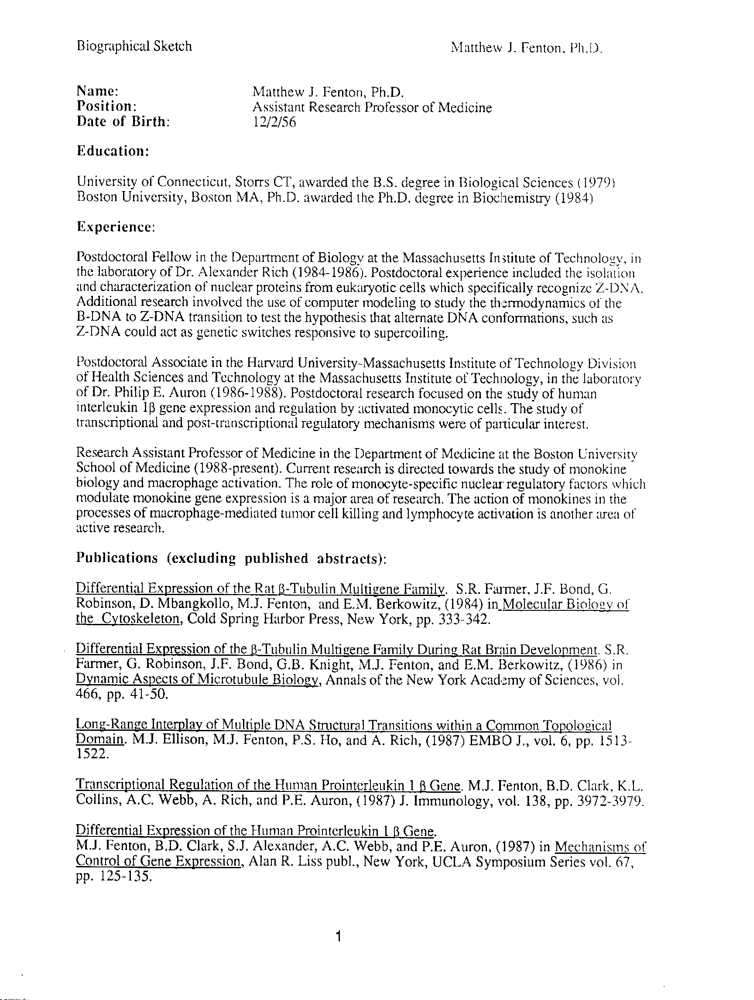 Biographical Sketch Matthew J. Fenton, Ph.D.
Name: Matthew J. Fenton, Ph.D.
Position: Assistant Research Professor of Medicine
Date of Birth: 12/2/56
Education:
University of Connecticut, Storrs CT, awarded the B.S. degree in Biological Sciences (1979)
Boston University, Boston MA, Ph.D. awarded the Ph.D. degree in Biochemistry (1984)
Experience:
Postdoctoral Fellow in the Department of Biology at the Massachusetts Institute of Technology, in
the laboratory of Dr. Alexander Rich (1984-1986). Postdoctoral experience included the isolation
and characterization of nuclear proteins from eukaryotic cells which specifically recognize Z-DNA.
Additional research involved the use of computer modeling to study the thermodynamics of the
B-DNA to Z-DNA transition to test the hypothesis that alternate DNA conformations, such as
Z-DNA could act as genetic switches responsive to supercoiling.
Postdoctoral Associate in the Harvard University-Massachusetts Institute of Technology Division
of Health Sciences and Technology at the Massachusetts Institute of Technology, in the laboratory
of Dr. Philip E. Auron (1986-1988). Postdoctoral research focused on the study of human
interleukin 1β gene expression and regulation by activated monocytic cells. The study of
transcriptional and post-transcriptional regulatory mechanisms were of particular interest.
Research Assistant Professor of Medicine in the Department of Medicine at the Boston University
School of Medicine (1988-present). Current research is directed towards the study of monokine
biology and macrophage activation. The role of monocyte-specific nuclear regulatory factors which
modulate monokine gene expression is a major area of research. The action of monokines in the
processes of macrophage-mediated tumor cell killing and lymphocyte activation is another area of
active research.
Publications (excluding published abstracts):
Differential Expression of the Rat β-Tubulin Multigene Family. S.R. Farmer, J.F. Bond, G.
Robinson, D. Mbangkollo, M.J. Fenton, and E.M. Berkowitz, (1984) in Molecular Biology of
the Cytoskeleton, Cold Spring Harbor Press, New York, pp. 333-342.
Differential Expression of the β-Tubulin Multigene Family During Rat Brain Development. S.R.
Farmer, G. Robinson, J.F. Bond, G.B. Knight, M.J. Fenton, and E.M. Berkowitz, (1986) in
Dynamic Aspects of Microtubule Biology, Annals of the New York Academy of Sciences, vol.
466, pp. 41-50.
Long-Range Interplay of Multiple DNA Structural Transitions within a Common Topological
Domain. M.J. Ellison, M.J. Fenton, P.S. Ho, and A. Rich, (1987) EMBO J., vol. 6, pp. 1513-
1522.
Transcriptional Regulation of the Human Prointerleukin 1 β Gene. M.J. Fenton, B.D. Clark, K.L.
Collins, A.C. Webb, A. Rich, and P.E. Auron, (1987) J. Immunology, vol. 138, pp. 3972-3979.
Differential Expression of the Human Prointerleukin 1 β Gene.
M.J. Fenton, B.D. Clark, S.J. Alexander, A.C. Webb, and P.E. Auron, (1987) in Mechanisms of
Control of Gene Expression, Alan R. Liss publ., New York, UCLA Symposium Series vol. 67,
pp. 125-135.
1